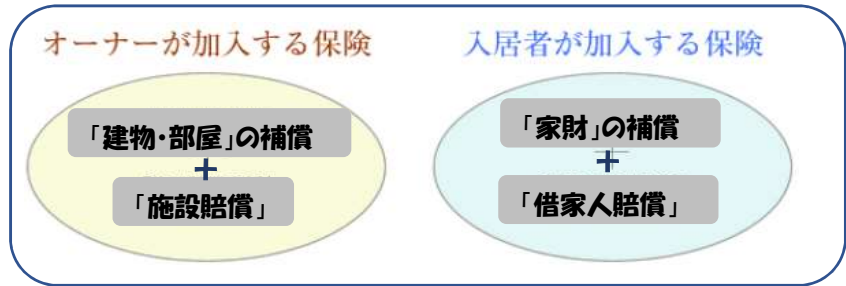 オーナーが加入する保険
「建物・部屋」の補償
+
「施設賠償」
入居者が加入する保険
「家財」の補償
+
「借家人賠償」